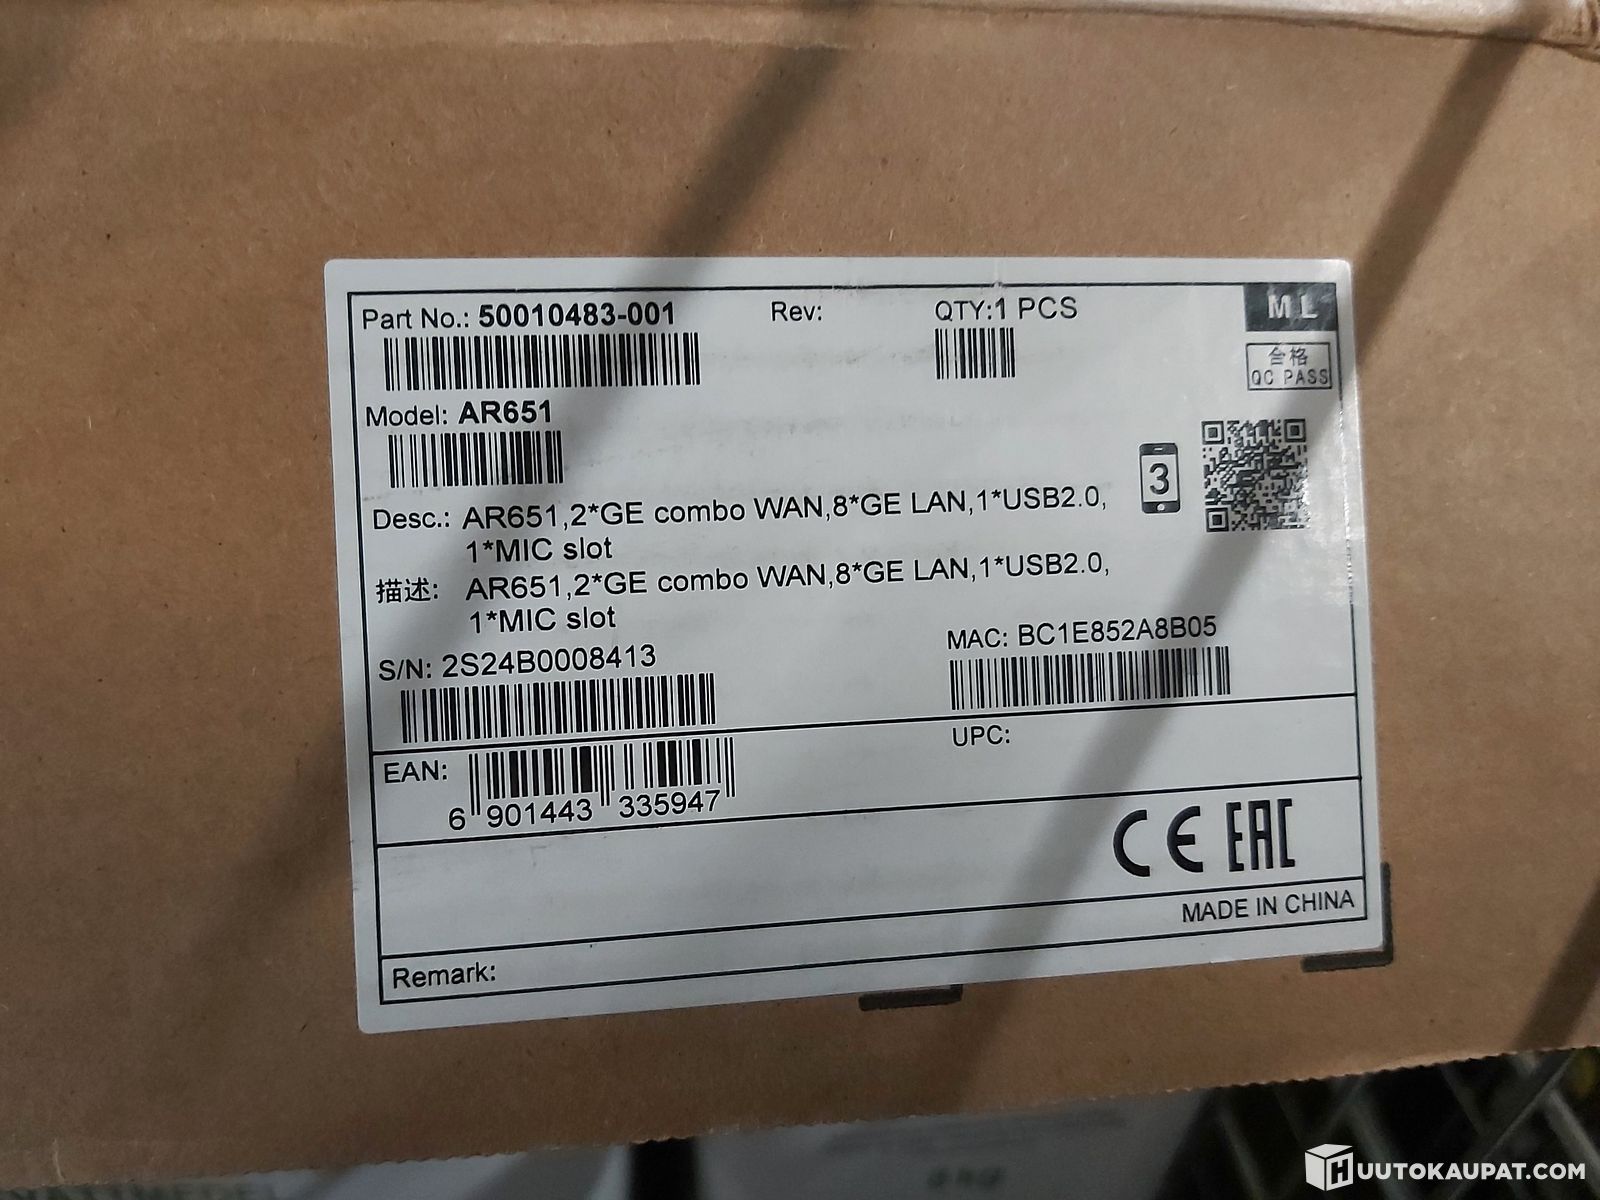 Part No.: 50010483-001
Rev:
QTY:1 PCS
M L
合格
QC PASS
Model: AR651
3
Desc.: AR651,2*GE combo WAN,8*GE LAN,1*USB2.0,
1*MIC slot
描述: AR651,2*GE combo WAN,8*GE LAN,1*USB2.0,
1*MIC slot
S/N: 2S24B0008413
MAC: BC1E852A8B05
EAN:
6 901443 335947
UPC:
CE EAC
MADE IN CHINA
Remark:
HUUTOKAUPAT.COM